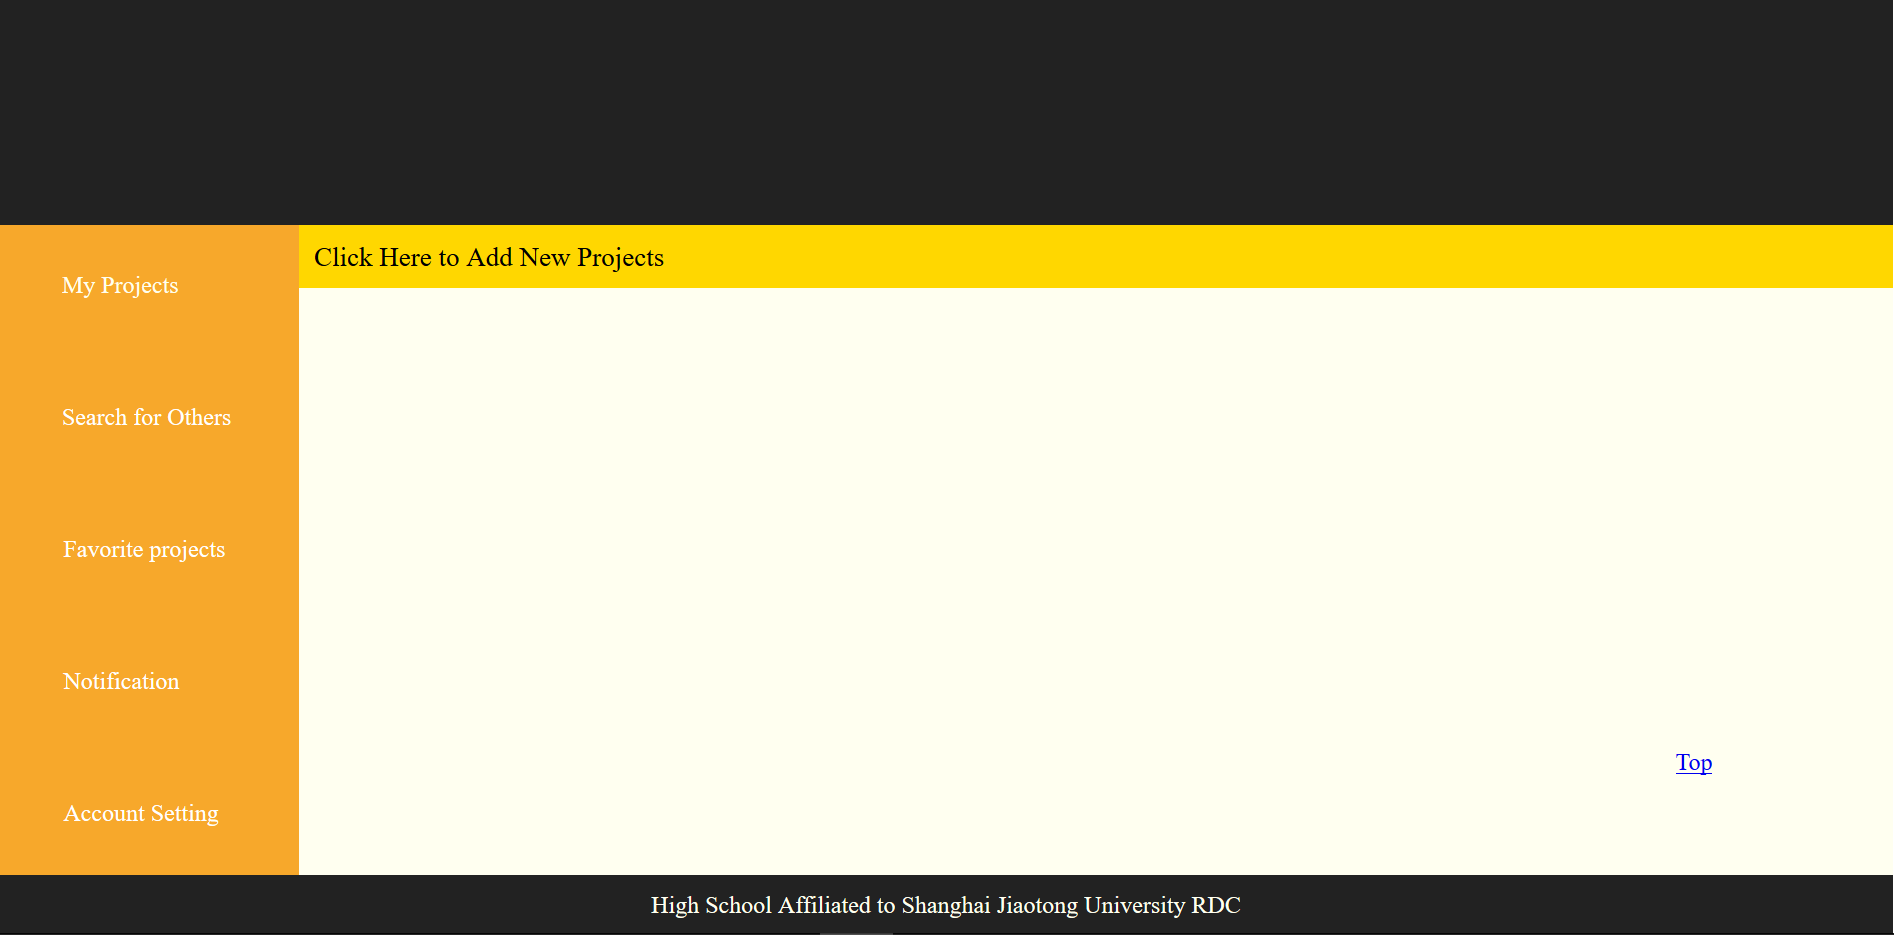 Click Here to Add New Projects
My Projects
Search for Others
Favorite projects
Notification
Top
Account Setting
High School Affiliated to Shanghai Jiaotong University RDC